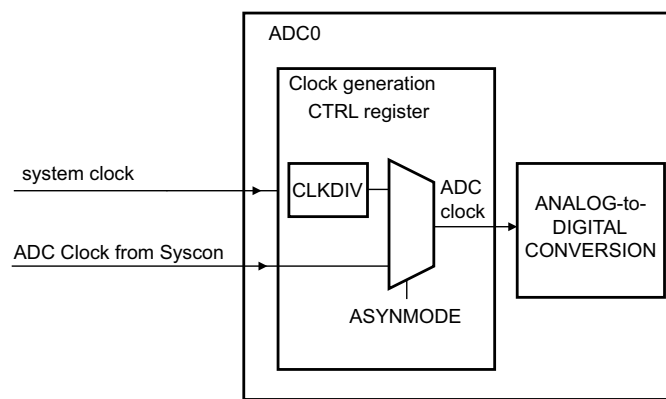 ADC0
Clock generation
CTRL register
system clock
CLKDIV
ADC
clock
ANALOG-to-
DIGITAL
CONVERSION
ADC Clock from Syscon
ASYNMODE